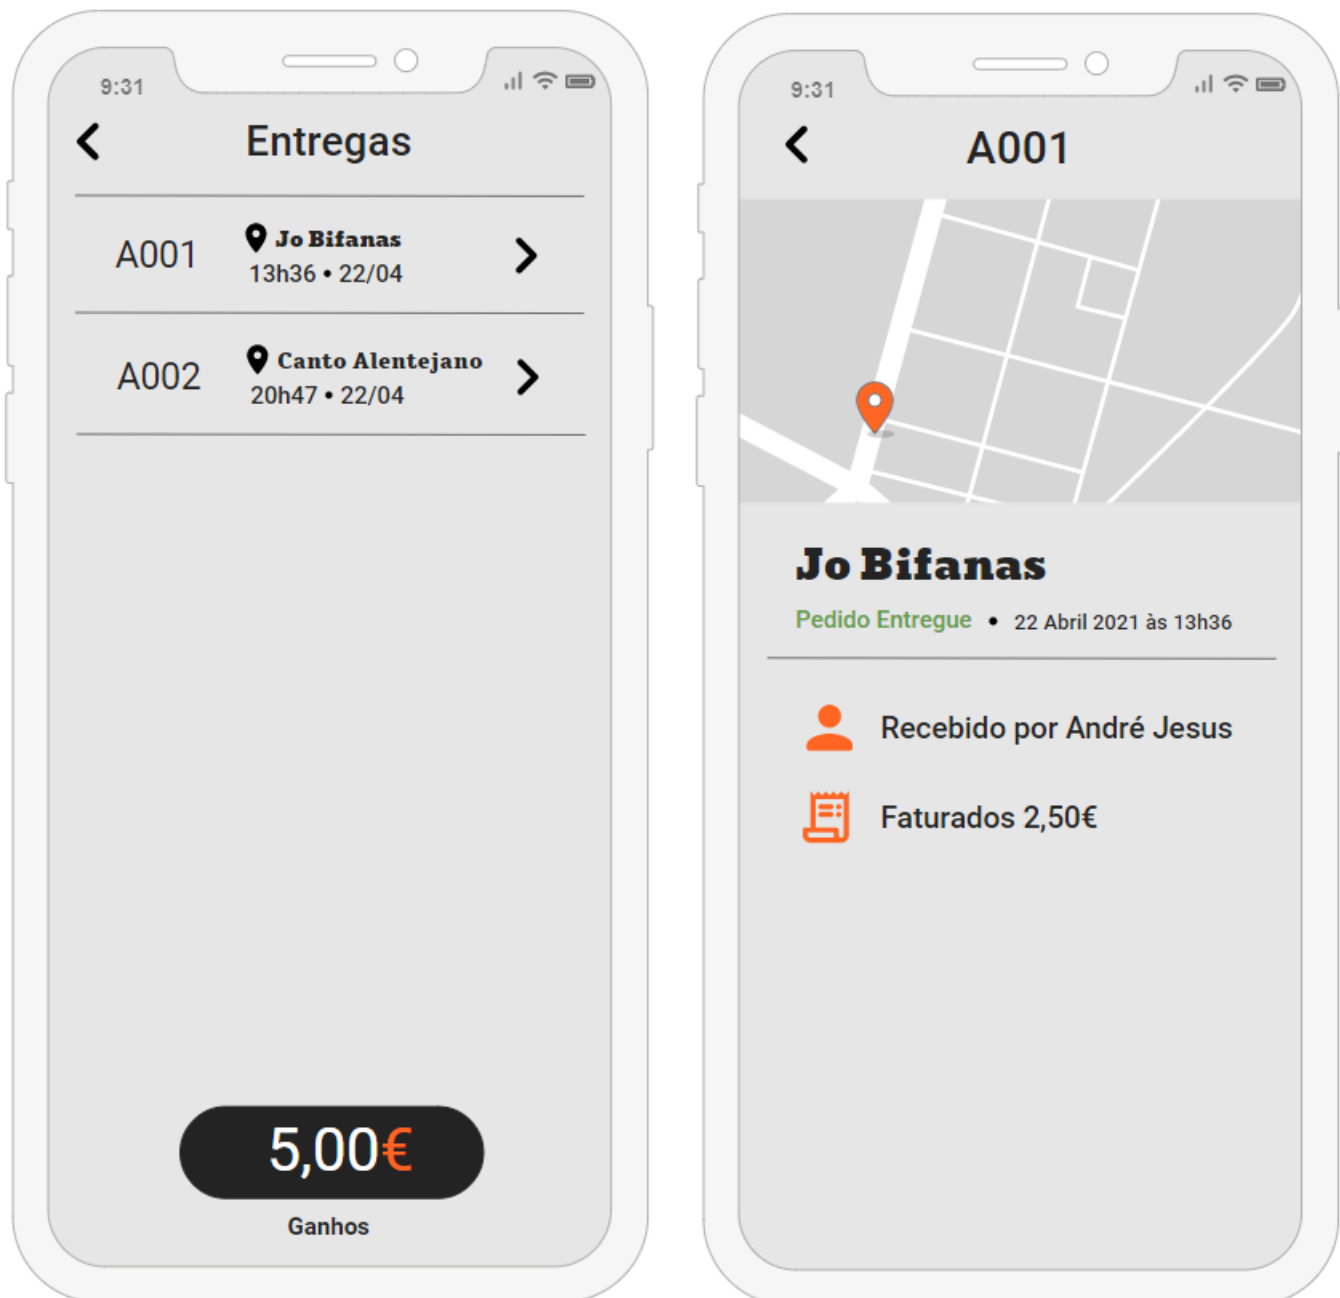 9:31
Entregas
A001
Jo Bifanas
13h36 • 22/04
A002
Canto Alentejano
20h47 • 22/04
5,00€
Ganhos
9:31
A001
Jo Bifanas
Pedido Entregue • 22 Abril 2021 às 13h36
Recebido por André Jesus
Faturados 2,50€